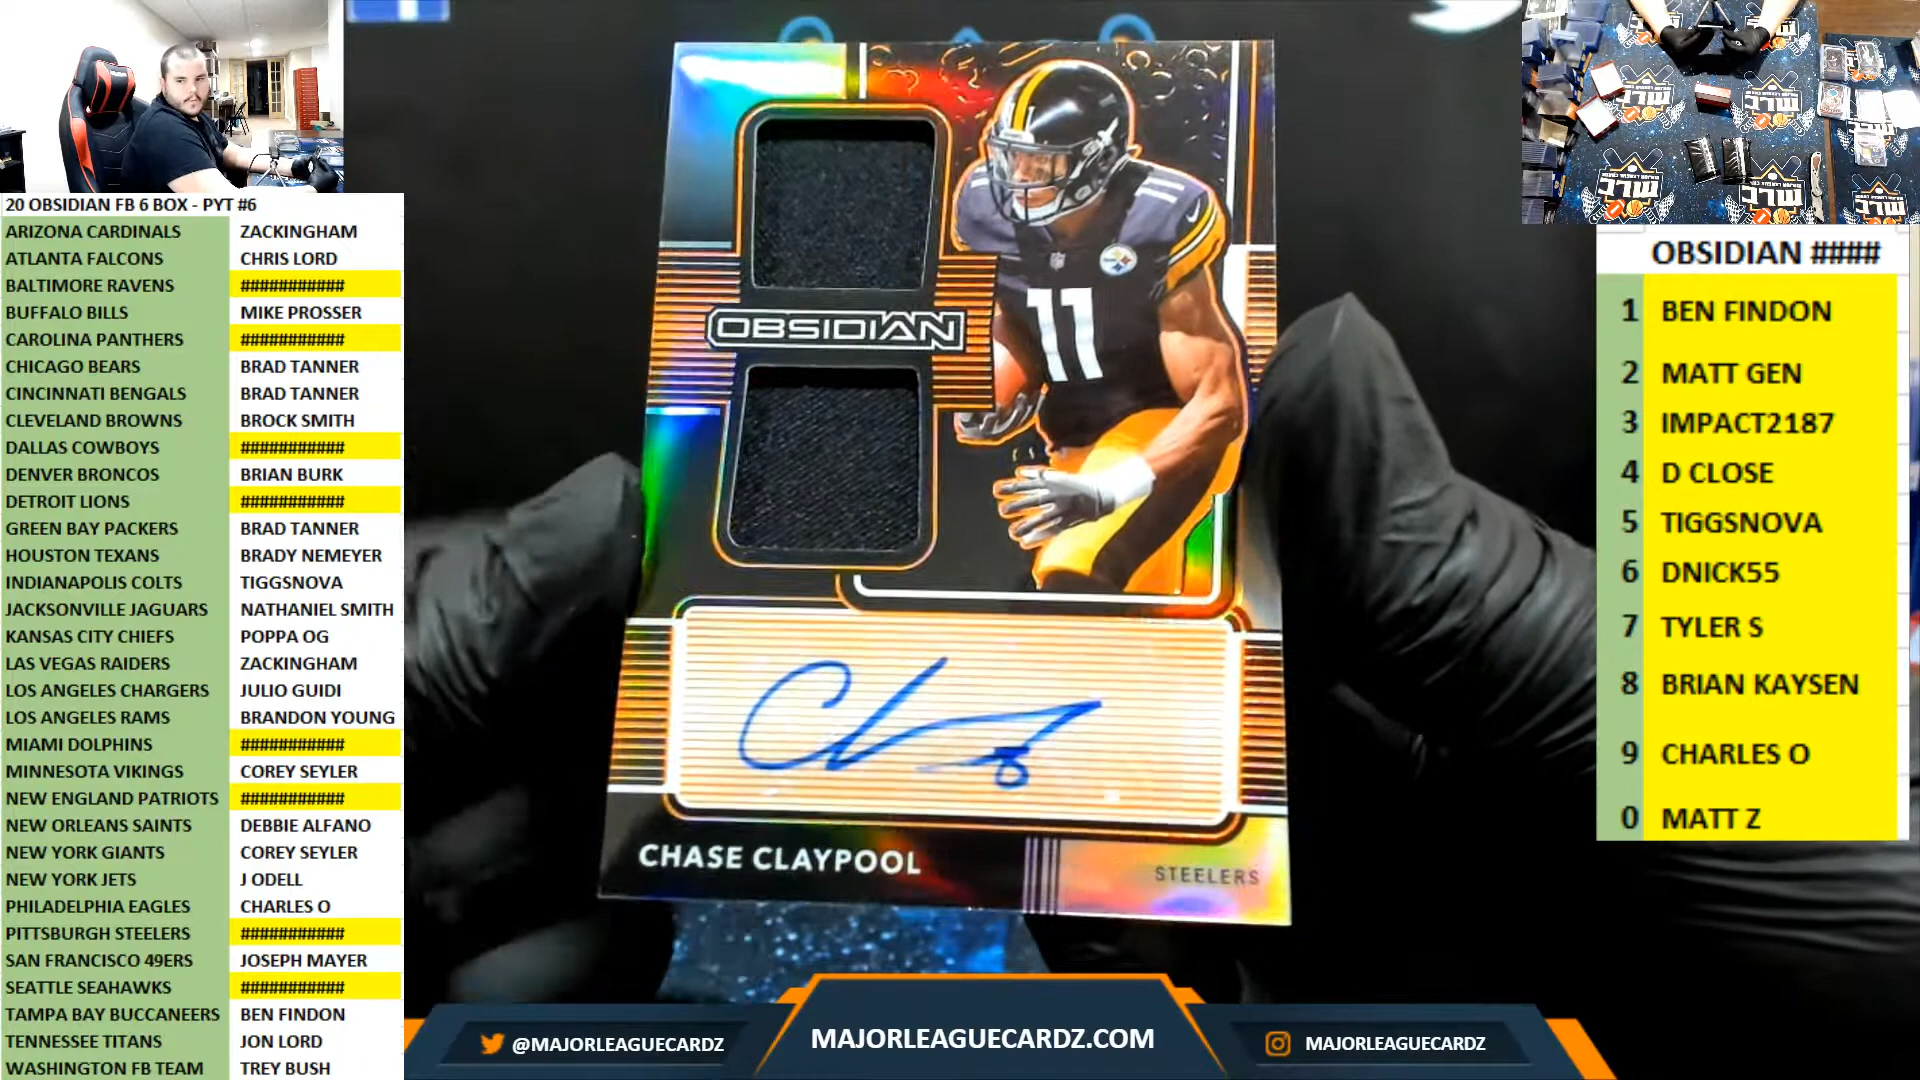 20 OBSIDIAN FB 6 BOX - PYT #6
ARIZONA CARDINALS ZACKINGHAM
ATLANTA FALCONS CHRIS LORD
BALTIMORE RAVENS ###########
BUFFALO BILLS MIKE PROSSER
CAROLINA PANTHERS ###########
CHICAGO BEARS BRAD TANNER
CINCINNATI BENGALS BRAD TANNER
CLEVELAND BROWNS BROCK SMITH
DALLAS COWBOYS ###########
DENVER BRONCOS BRIAN BURK
DETROIT LIONS ###########
GREEN BAY PACKERS BRAD TANNER
HOUSTON TEXANS BRADY NEMEYER
INDIANAPOLIS COLTS TIGGSNOVA
JACKSONVILLE JAGUARS NATHANIEL SMITH
KANSAS CITY CHIEFS POPPA OG
LAS VEGAS RAIDERS ZACKINGHAM
LOS ANGELES CHARGERS JULIO GUIDI
LOS ANGELES RAMS BRANDON YOUNG
MIAMI DOLPHINS ###########
MINNESOTA VIKINGS COREY SEYLER
NEW ENGLAND PATRIOTS ###########
NEW ORLEANS SAINTS DEBBIE ALFANO
NEW YORK GIANTS COREY SEYLER
NEW YORK JETS J ODELL
PHILADELPHIA EAGLES CHARLES O
PITTSBURGH STEELERS ###########
SAN FRANCISCO 49ERS JOSEPH MAYER
SEATTLE SEAHAWKS ###########
TAMPA BAY BUCCANEERS BEN FINDON
TENNESSEE TITANS JON LORD
WASHINGTON FB TEAM TREY BUSH
OBSIDIAN
11
11
CHASE CLAYPOOL
STEELERS
@MAJORLEAGUECARDZ
MAJORLEAGUECARDZ.COM
MAJORLEAGUECARDZ
OBSIDIAN ####
1 BEN FINDON
2 MATT GEN
3 IMPACT2187
4 D CLOSE
5 TIGGSNOVA
6 DNICK55
7 TYLER S
8 BRIAN KAYSEN
9 CHARLES O
0 MATT Z